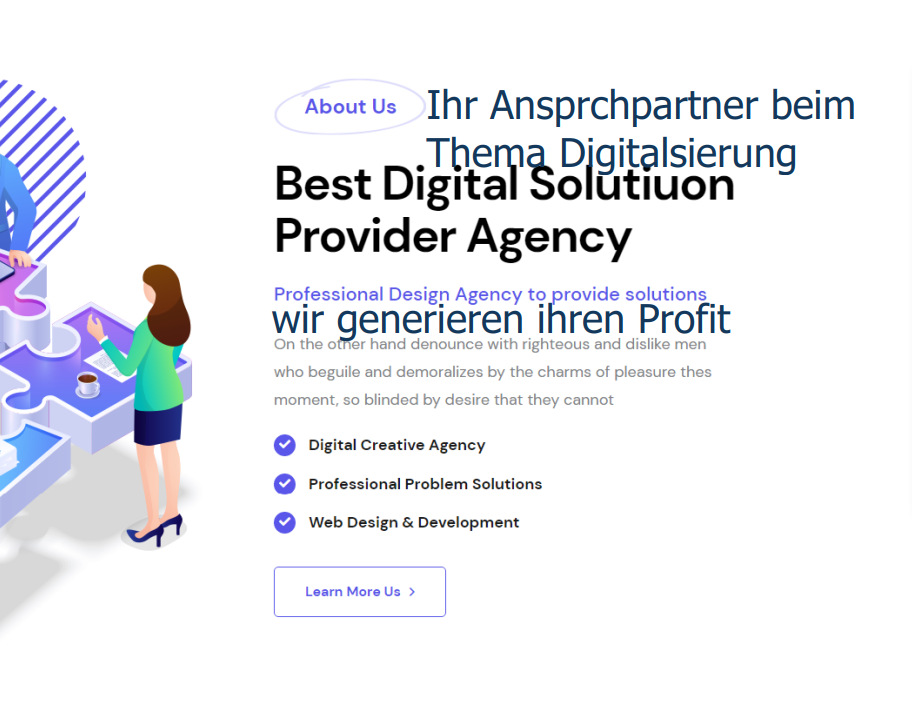 About Us
Ihr Ansprchpartner beim
Thema Digitalsierung
Best Digital Solutiuon
Provider Agency
Professional Design Agency to provide solutions
wir generieren ihren Profit
On the other hand denounce with righteous and dislike men
who beguile and demoralizes by the charms of pleasure thes
moment, so blinded by desire that they cannot
Digital Creative Agency
Professional Problem Solutions
Web Design & Development
Learn More Us